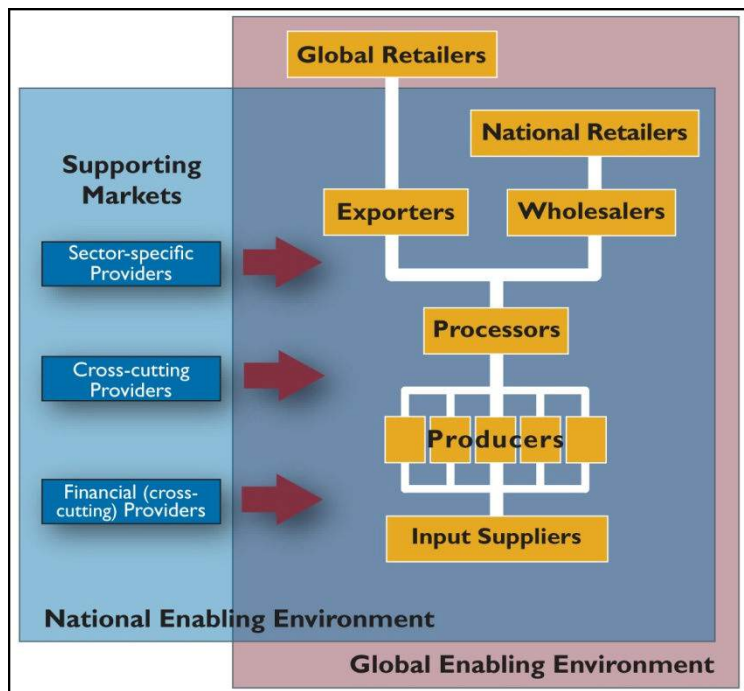 Global Retailers
National Retailers
Supporting
Markets
Exporters
Wholesalers
Sector-specific
Providers
Processors
Cross-cutting
Providers
Producers
Financial (cross-
cutting) Providers
Input Suppliers
National Enabling Environment
Global Enabling Environment